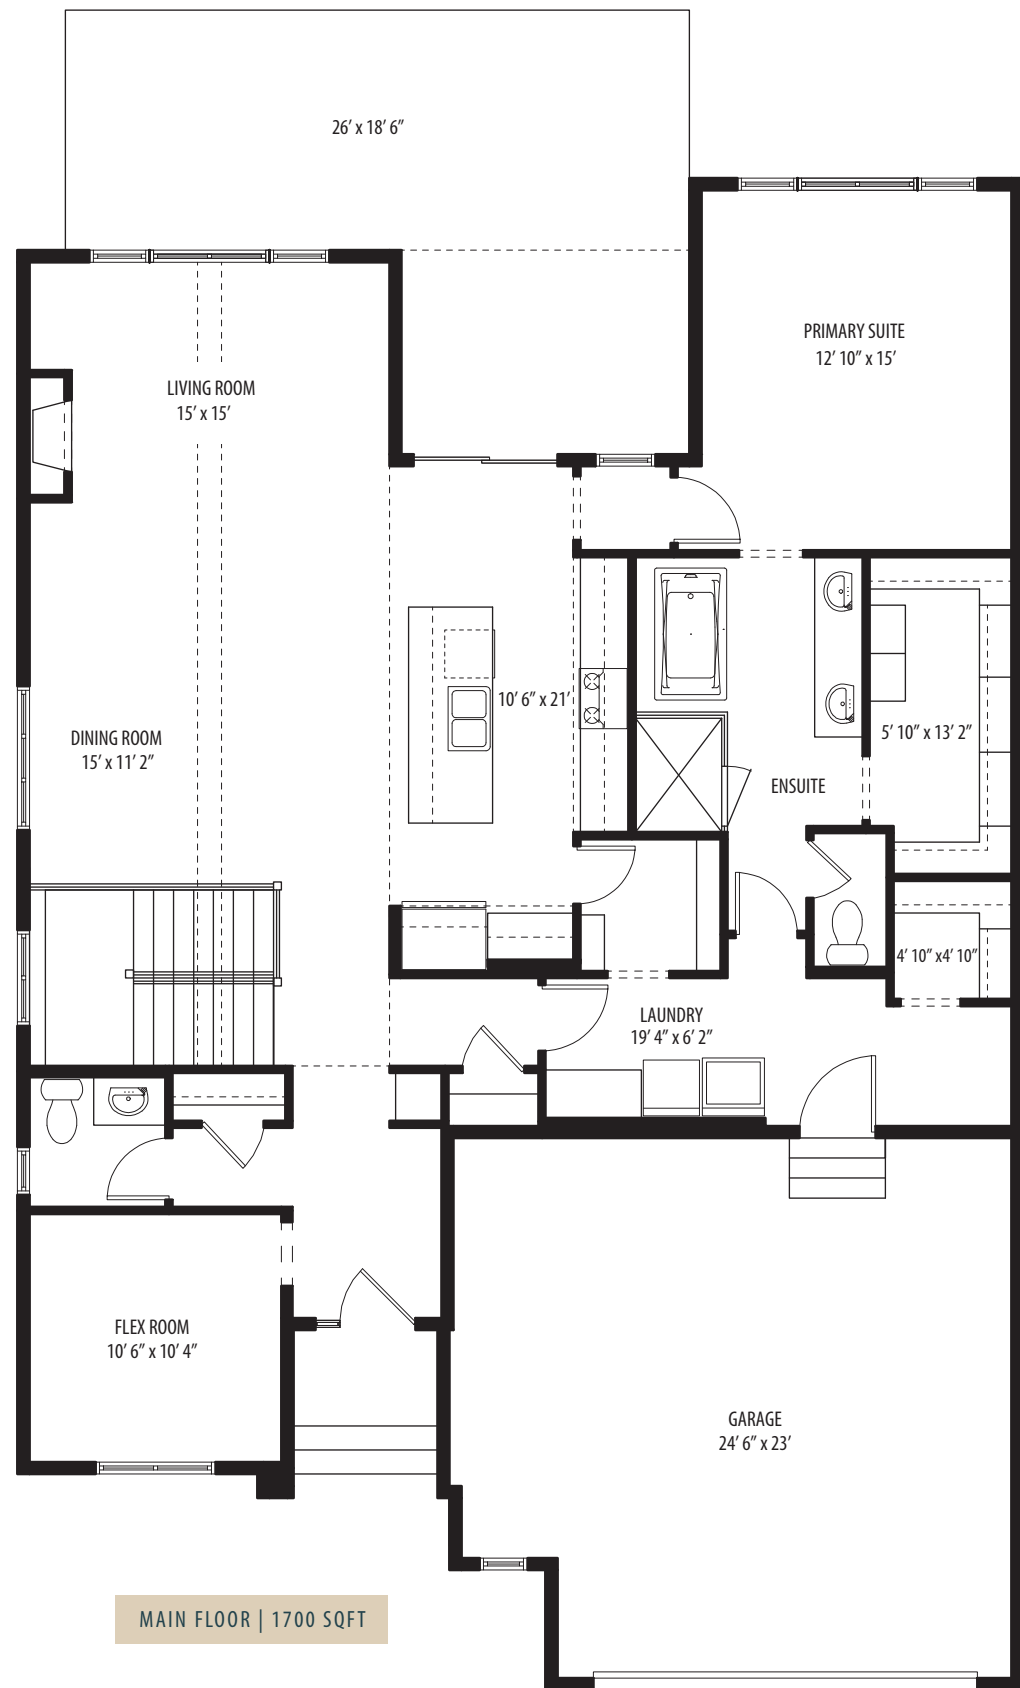 26’ x 18’ 6”
PRIMARY SUITE
12’ 10” x 15’
LIVING ROOM
15’ x 15’
10’ 6” x 21’
5’ 10” x 13’ 2”
DINING ROOM
15’ x 11’ 2”
ENSUITE
4’ 10” x4’ 10”
LAUNDRY
19’ 4” x 6’ 2”
FLEX ROOM
10’ 6” x 10’ 4”
GARAGE
24’ 6” x 23’
MAIN FLOOR | 1700 SQFT